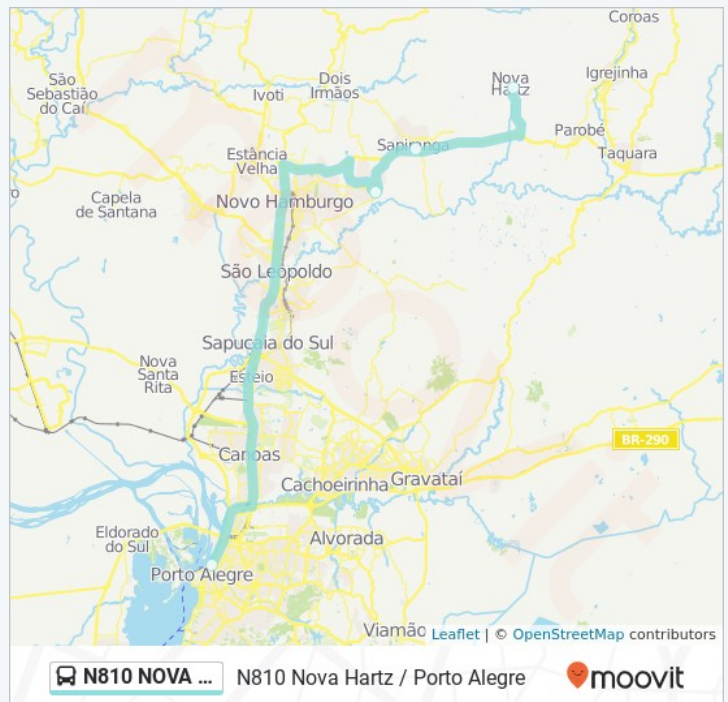 Coroas
São
Sebastião
do Caí
Dois
Irmãos
Nova
Hartz
Igrejinha
Ivoti
Parobé
Sapiranga
Taquara
Estância
Velha
Capela
de Santana
Novo Hamburgo
São Leopoldo
Sapucaia do Sul
Nova
Santa
Rita
Esteio
BR-290
Canoas
Cachoeirinha
Gravataí
Eldorado
do Sul
Alvorada
Porto Alegre
Viamão
Leaflet | © OpenStreetMap contributors
N810 NOVA ...
N810 Nova Hartz / Porto Alegre
moovit